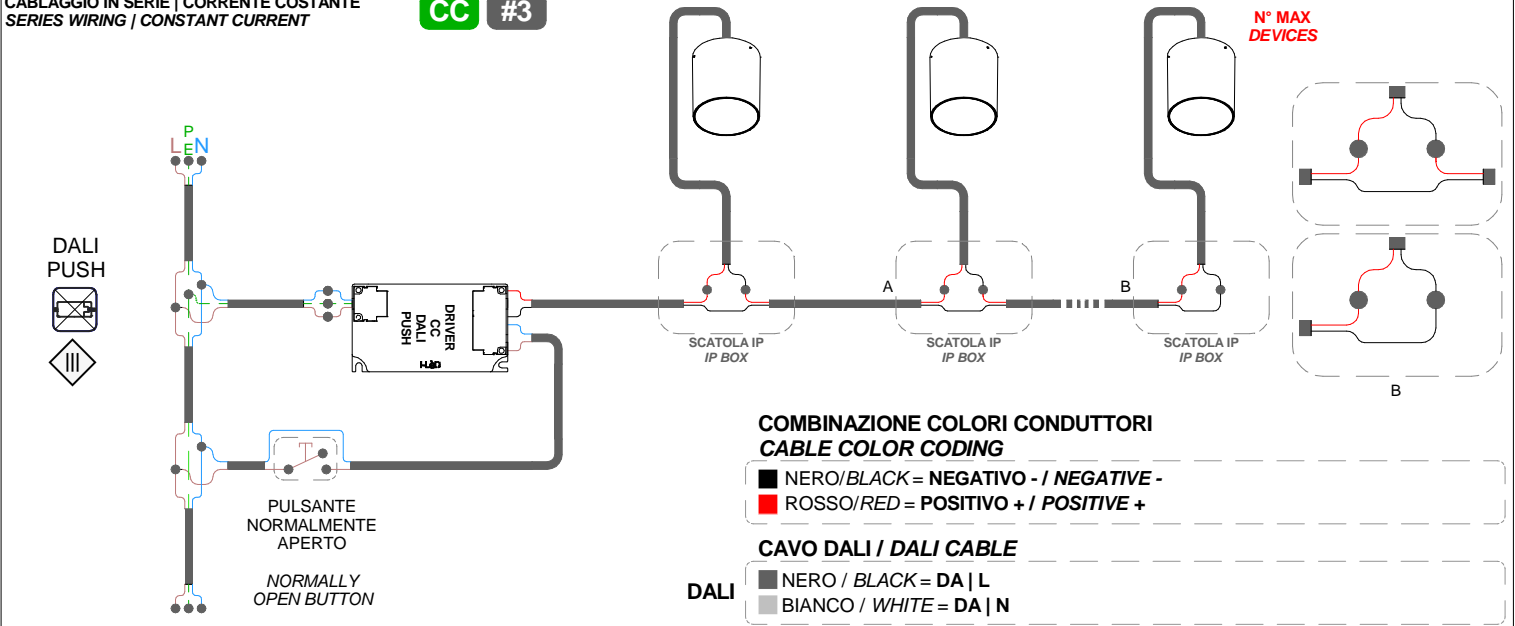 CABLAGGIO IN SERIE | CORRENTE COSTANTE
SERIES WIRING | CONSTANT CURRENT
CC
#3
N° MAX
DEVICES
L
PE
N
DALI
PUSH
III
DRIVER
CC
DALI
PUSH
A
B
SCATOLA IP
IP BOX
SCATOLA IP
IP BOX
SCATOLA IP
IP BOX
B
PULSANTE
NORMALMENTE
APERTO
NORMALLY
OPEN BUTTON
COMBINAZIONE COLORI CONDUTTORI
CABLE COLOR CODING
NERO/BLACK = NEGATIVO - / NEGATIVE -
ROSSO/RED = POSITIVO + / POSITIVE +
CAVO DALI / DALI CABLE
DALI
NERO / BLACK = DA | L
BIANCO / WHITE = DA | N